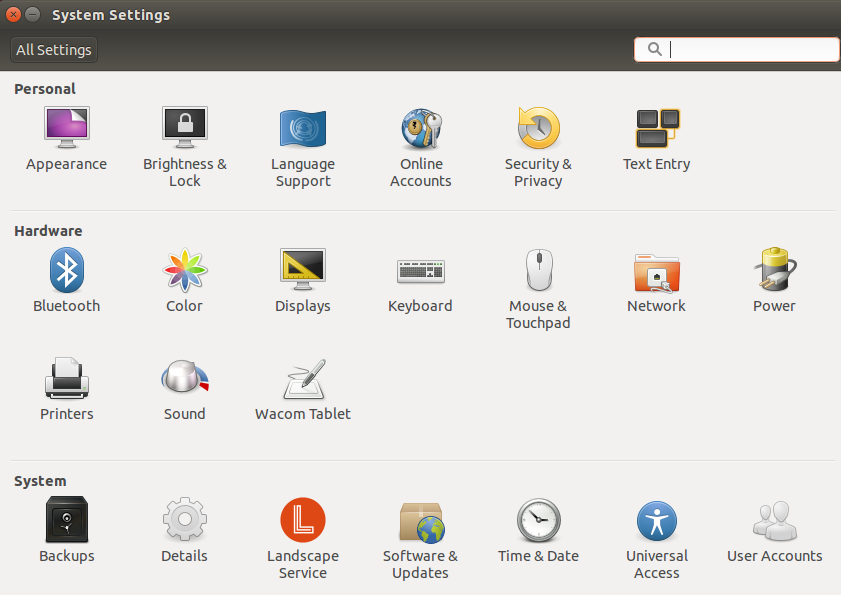 System Settings
All Settings
Personal
Appearance
Brightness &
Lock
Language
Support
Online
Accounts
Security &
Privacy
Text Entry
Hardware
Bluetooth
Color
Displays
Keyboard
Mouse &
Touchpad
Network
Power
Printers
Sound
Wacom Tablet
System
Backups
Details
Landscape
Service
Software &
Updates
Time & Date
Universal
Access
User Accounts